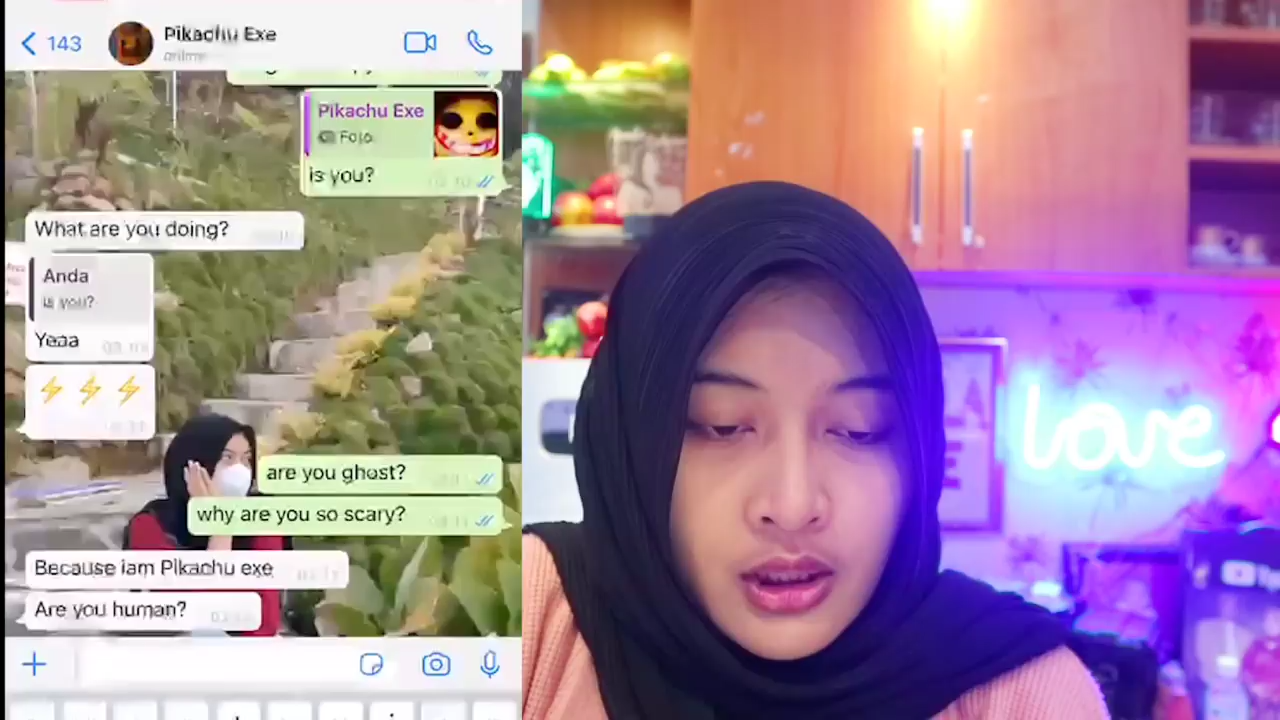 143
Pikachu Exe
online
Pikachu Exe
Foto
is you?
What are you doing?
Anda
is you?
Yeaa
are you ghost?
why are you so scary?
Because iam Pikachu exe
Are you human?
love